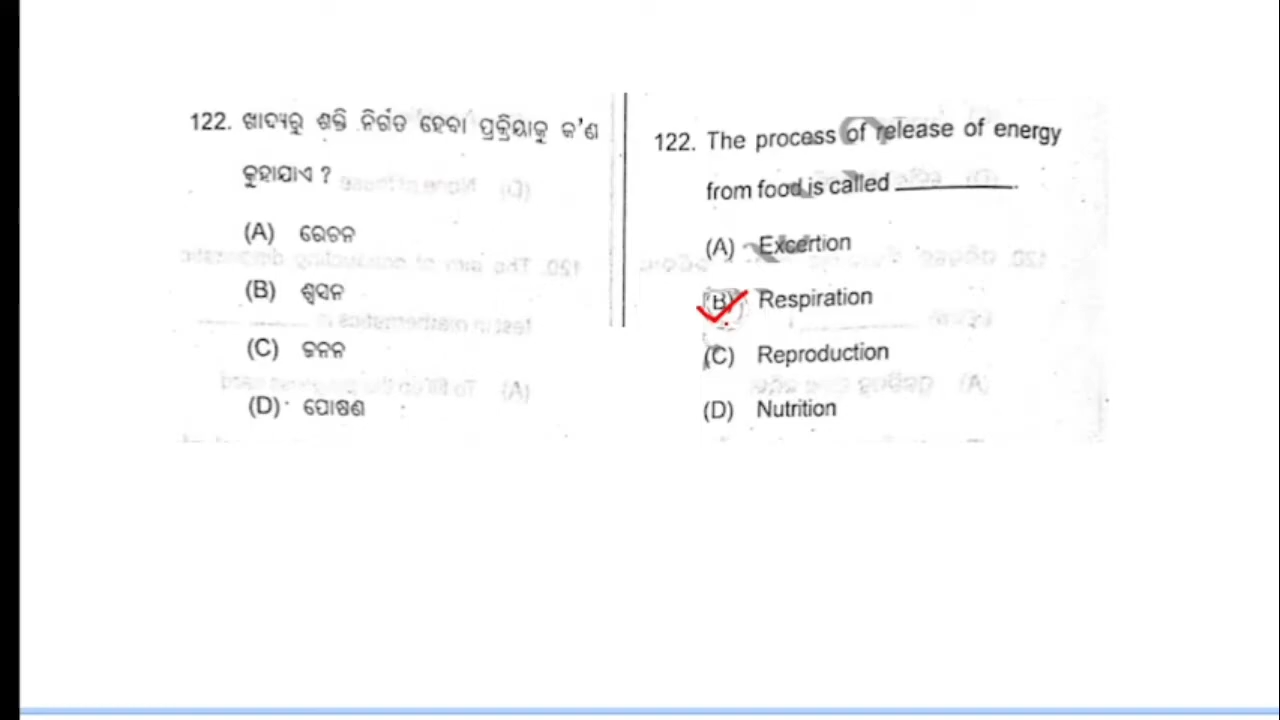 122. ଖାଦ୍ୟରୁ ଶକ୍ତି ନିର୍ଗତ ହେବା ପ୍ରକ୍ରିୟାକୁ କ'ଣ
କୁହାଯାଏ ?
(A) ରେଚନ
(B) ଶ୍ୱସନ
(C) ଜନନ
(D) ପୋଷଣ
122. The process of release of energy
from food is called ___________.
(A) Excertion
(B) Respiration
(C) Reproduction
(D) Nutrition